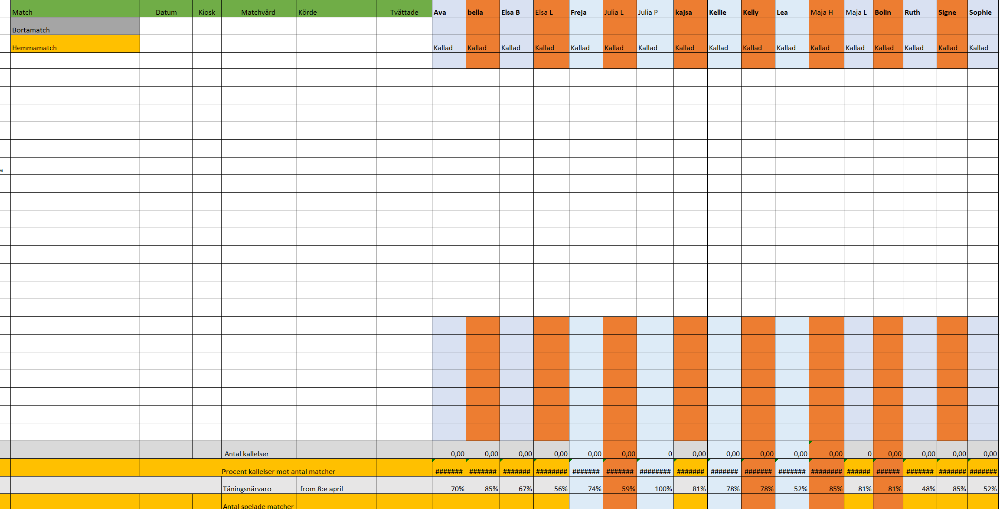 Match Datum Kiosk Matchvärd Körde Tvättade Ava bella Elsa B Elsa L Freja Julia L Julia P kajsa Kellie Kelly Lea Maja H Maja L Bolin Ruth Signe Sophie
Bortamatch
Hemmamatch Kallad Kallad Kallad Kallad Kallad Kallad Kallad Kallad Kallad Kallad Kallad Kallad Kallad Kallad Kallad Kallad Kallad
a
Antal kallelser 0,00 0,00 0,00 0,00 0,00 0,00 0 0,00 0,00 0,00 0,00 0,00 0 0,00 0,00 0,00 0,00
Procent kallelser mot antal matcher ####### ####### ####### ######## ####### ####### ######## ####### ####### ####### ####### ######## ###### ###### ####### ####### #######
Täningsnärvaro from 8:e april 70% 85% 67% 56% 74% 59% 100% 81% 78% 78% 52% 85% 81% 81% 48% 85% 52%
Antal spelade matcher